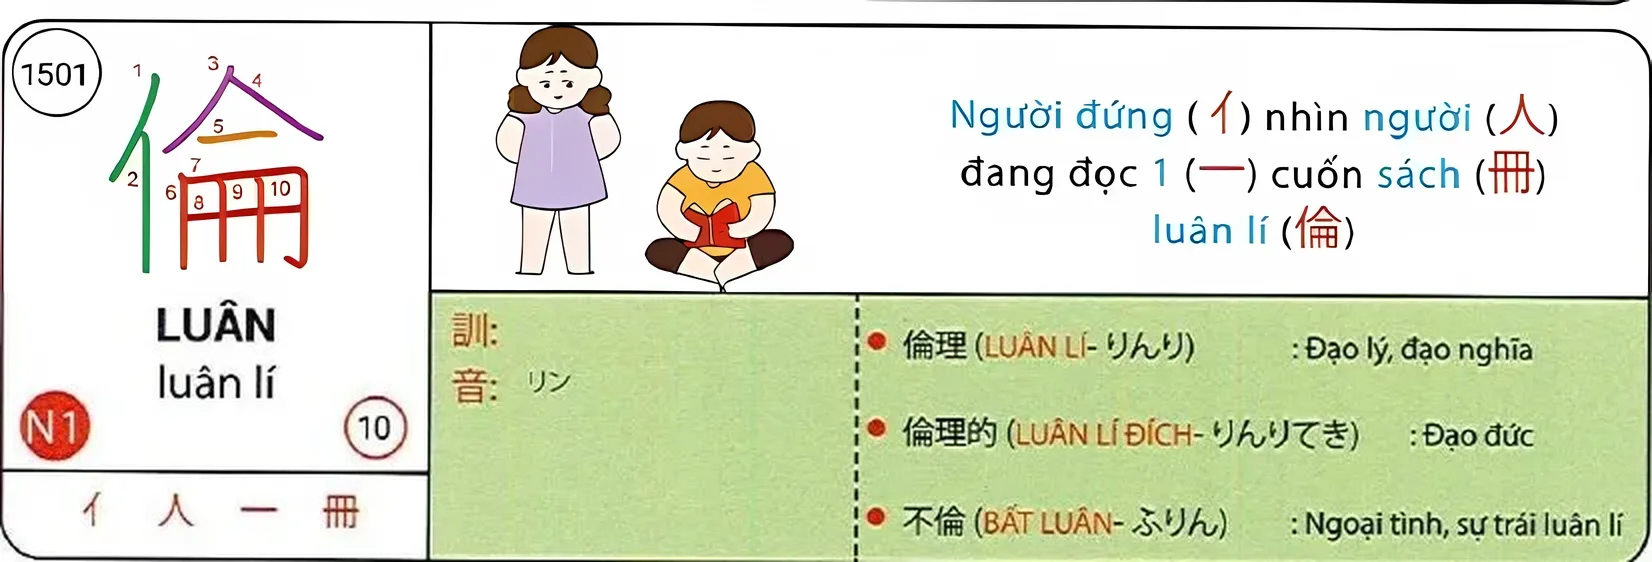 1501
倫
1
2
3
4
5
6
7
8
9
10
LUÂN
luân lí
N1
10
亻 人 一 冊
Người đứng (亻) nhìn người (人)
đang đọc 1 (一) cuốn sách (冊)
luân lí (倫)
訓:
音: リン
倫理 (LUÂN LÍ- りんり) : Đạo lý, đạo nghĩa
倫理的 (LUÂN LÍ ĐÍCH- りんりてき) : Đạo đức
不倫 (BẤT LUÂN- ふりん) : Ngoại tình, sự trái luân lí